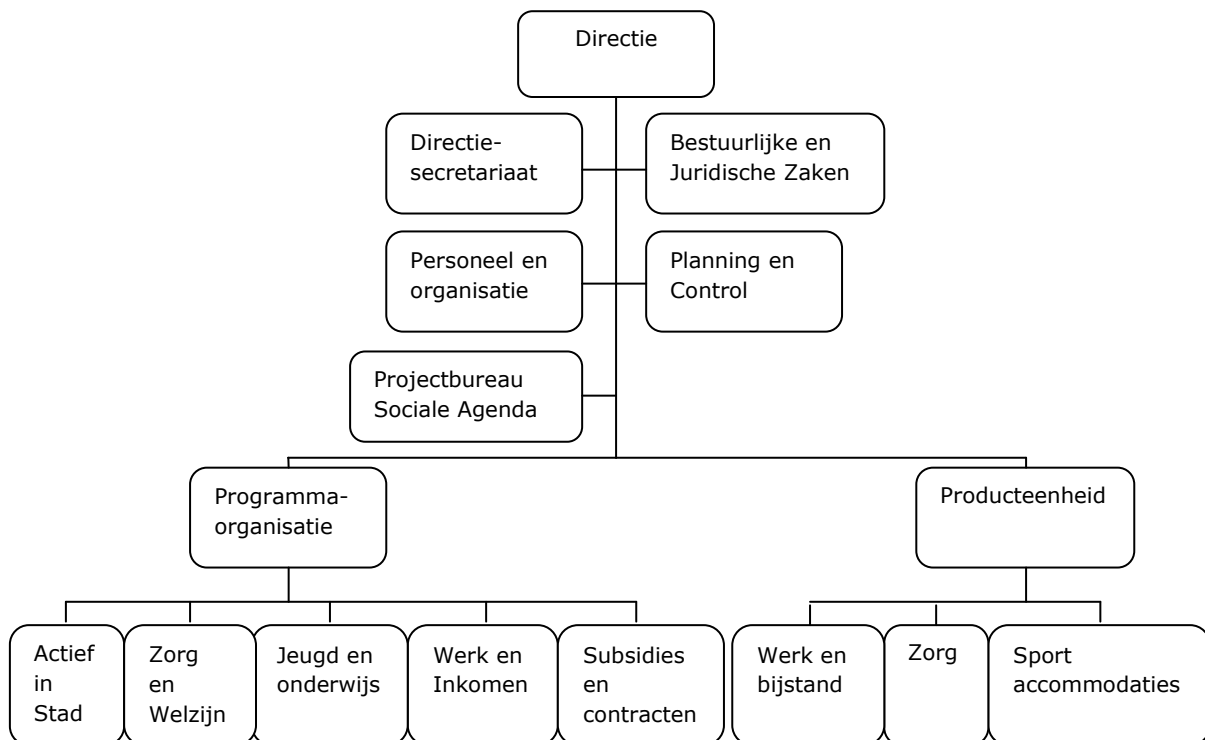 Directie
Directie-
secretariaat
Bestuurlijke en
Juridische Zaken
Personeel en
organisatie
Planning en
Control
Projectbureau
Sociale Agenda
Programma-
organisatie
Producteenheid
Actief
in
Stad
Zorg
en
Welzijn
Jeugd en
onderwijs
Werk en
Inkomen
Subsidies
en
contracten
Werk en
bijstand
Zorg
Sport
accommodaties